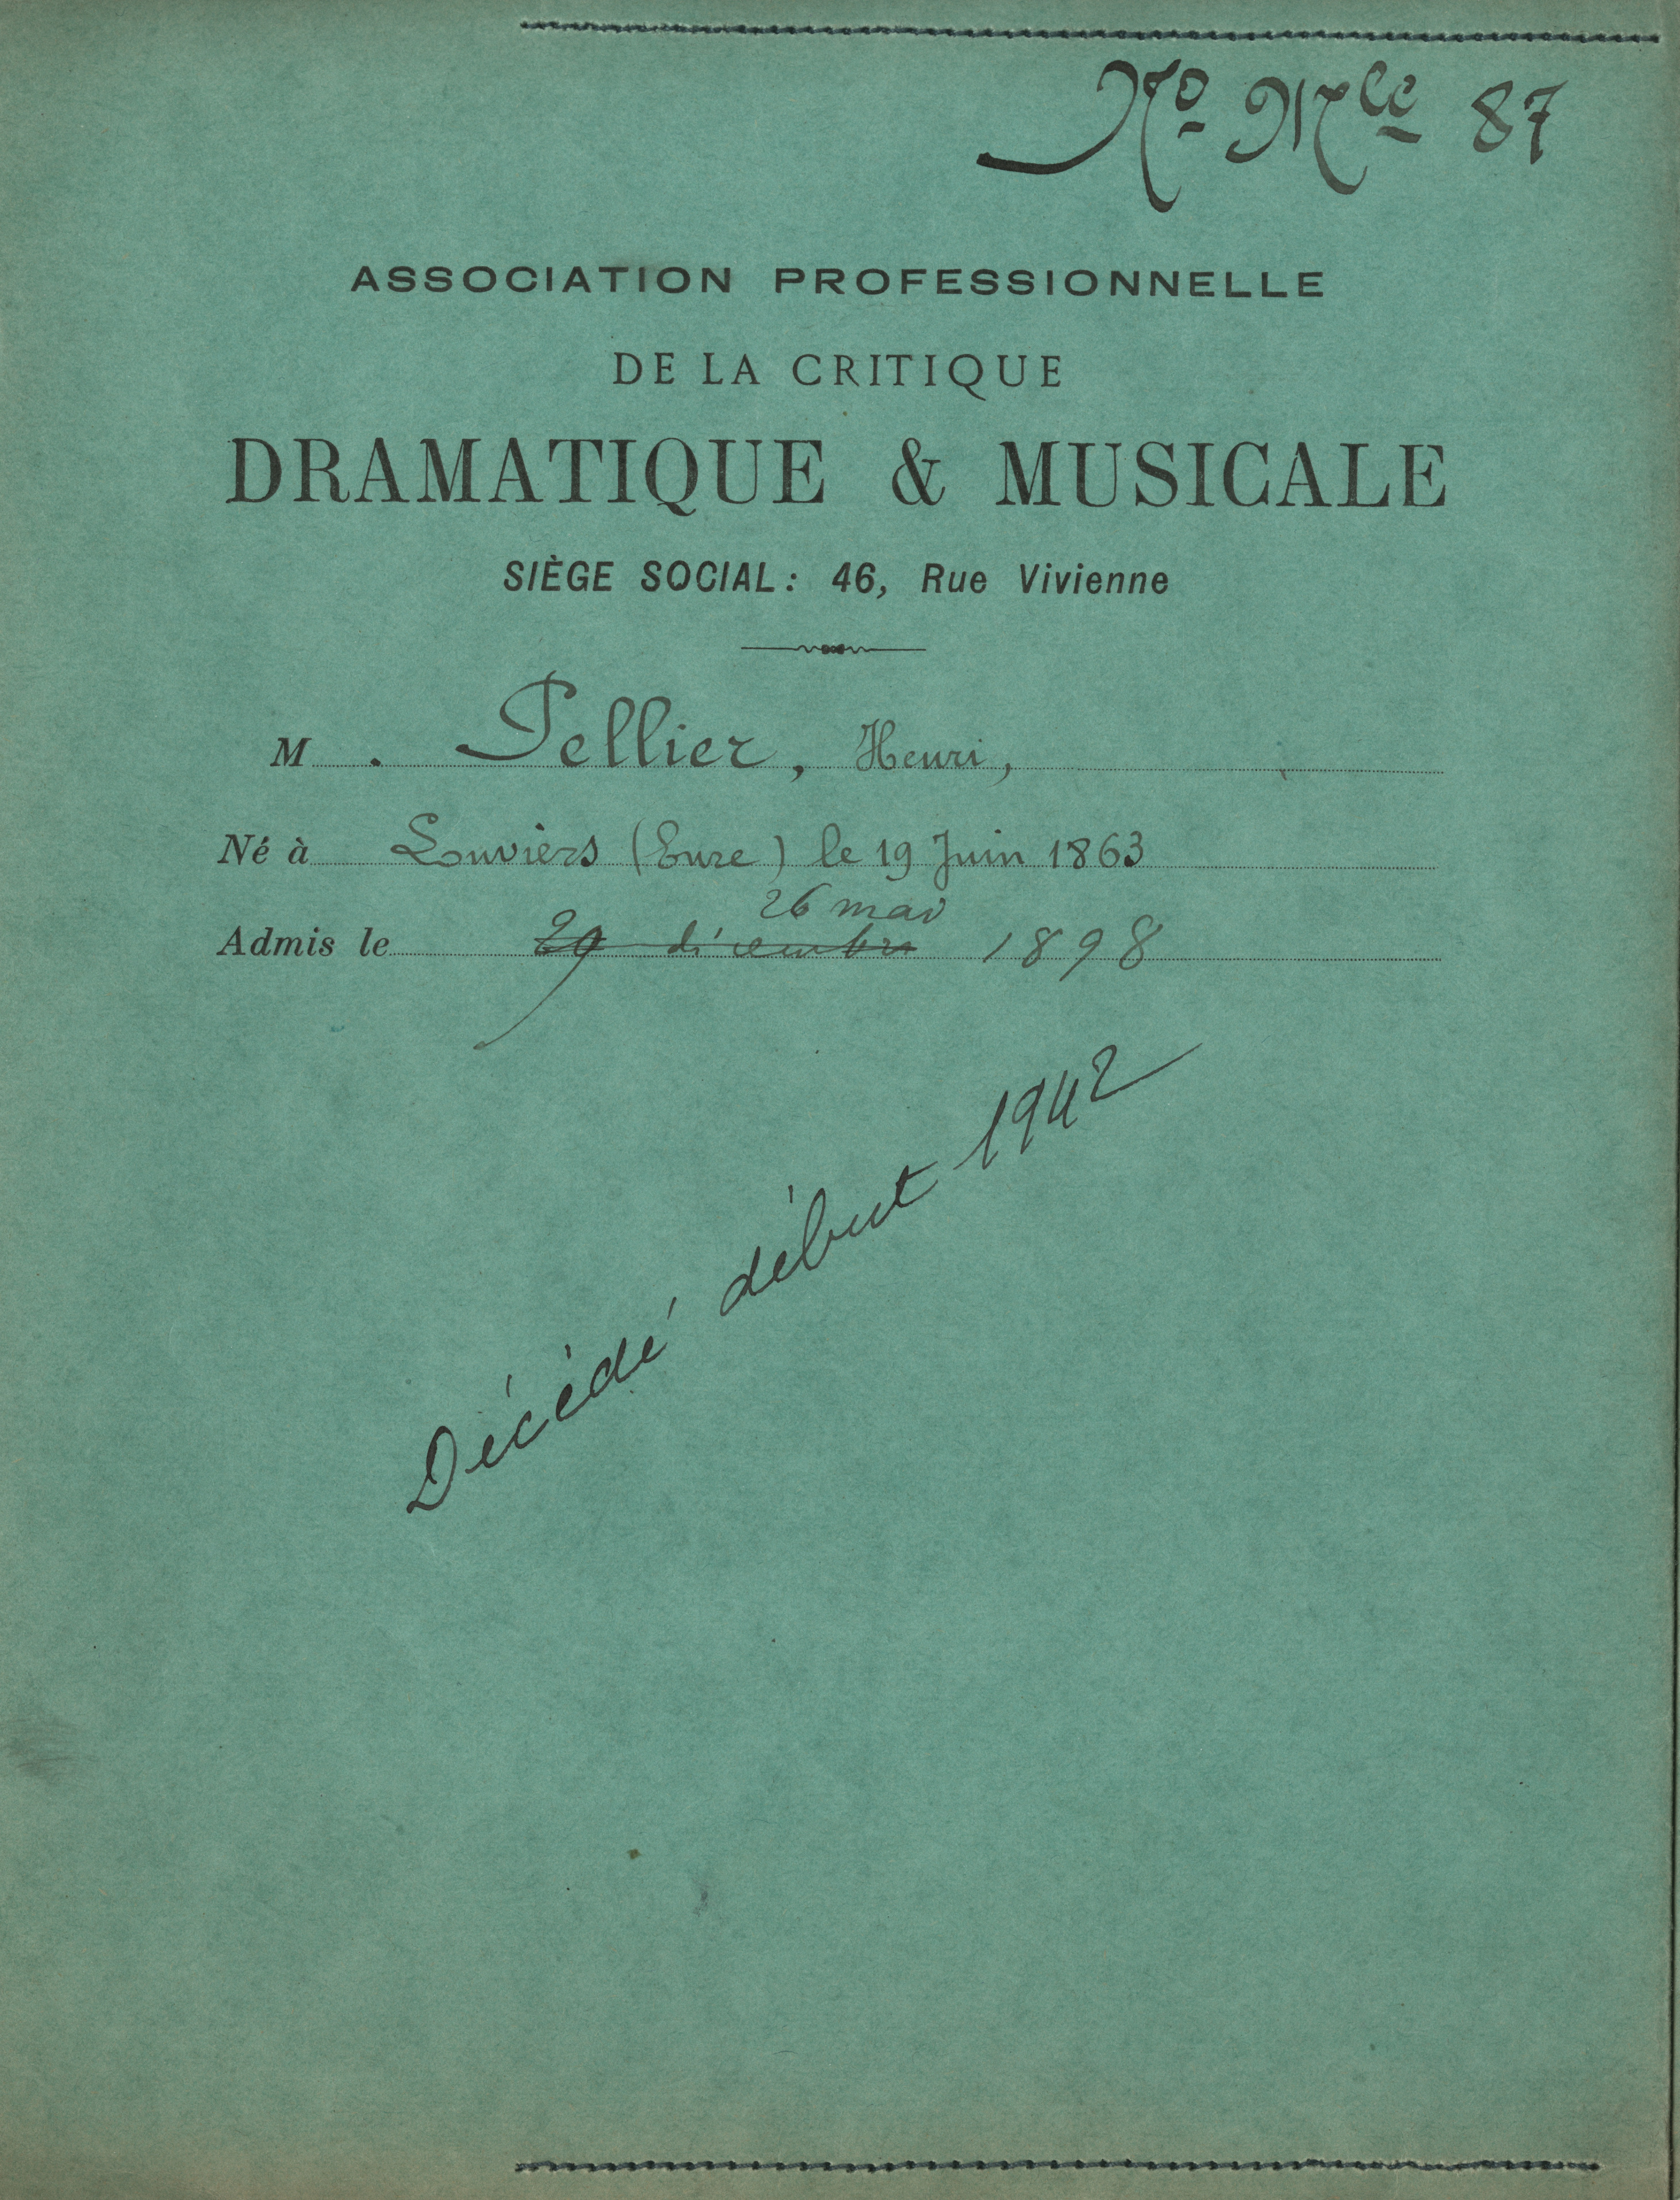 No Mle 87
ASSOCIATION PROFESSIONNELLE
DE LA CRITIQUE
DRAMATIQUE & MUSICALE
SIÈGE SOCIAL: 46, Rue Vivienne
M. Pellier, Henri,
Né à Louviers (Eure) le 19 Juin 1863
26 mai
Admis le 29 décembre 1898
Décédé début 1942